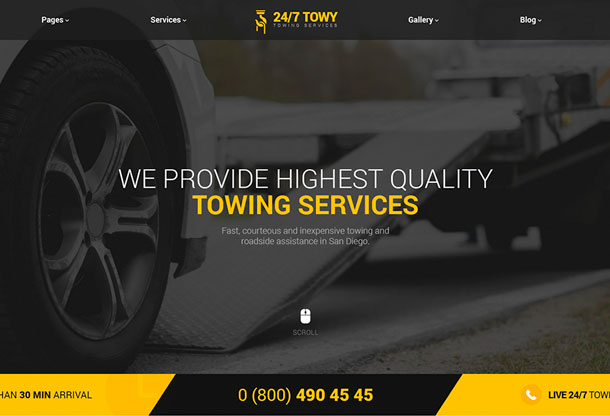 Pages
Services
24/7 TOWY
TOWING SERVICES
Gallery
Blog
WE PROVIDE HIGHEST QUALITY
TOWING SERVICES
Fast, courteous and inexpensive towing and
roadside assistance in San Diego.
SCROLL
HAN 30 MIN ARRIVAL
0 (800) 490 45 45
LIVE 24/7 TOWI